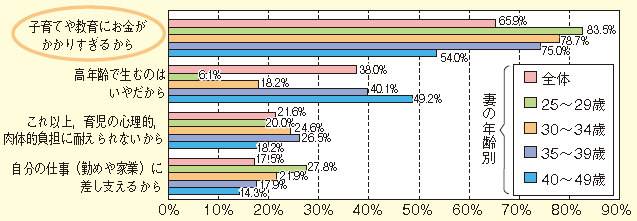 子育てや教育にお金が
かかりすぎるから
65.9%
83.5%
78.7%
75.0%
54.0%
高年齢で生むのは
いやだから
38.0%
6.1%
18.2%
40.1%
49.2%
これ以上，育児の心理的，
肉体的負担に耐えられないから
21.6%
20.0%
24.6%
26.5%
18.2%
自分の仕事（勤めや家業）に
差し支えるから
17.5%
27.8%
21.9%
17.9%
14.3%
妻の年齢別
全体
25～29歳
30～34歳
35～39歳
40～49歳
0% 10% 20% 30% 40% 50% 60% 70% 80% 90%